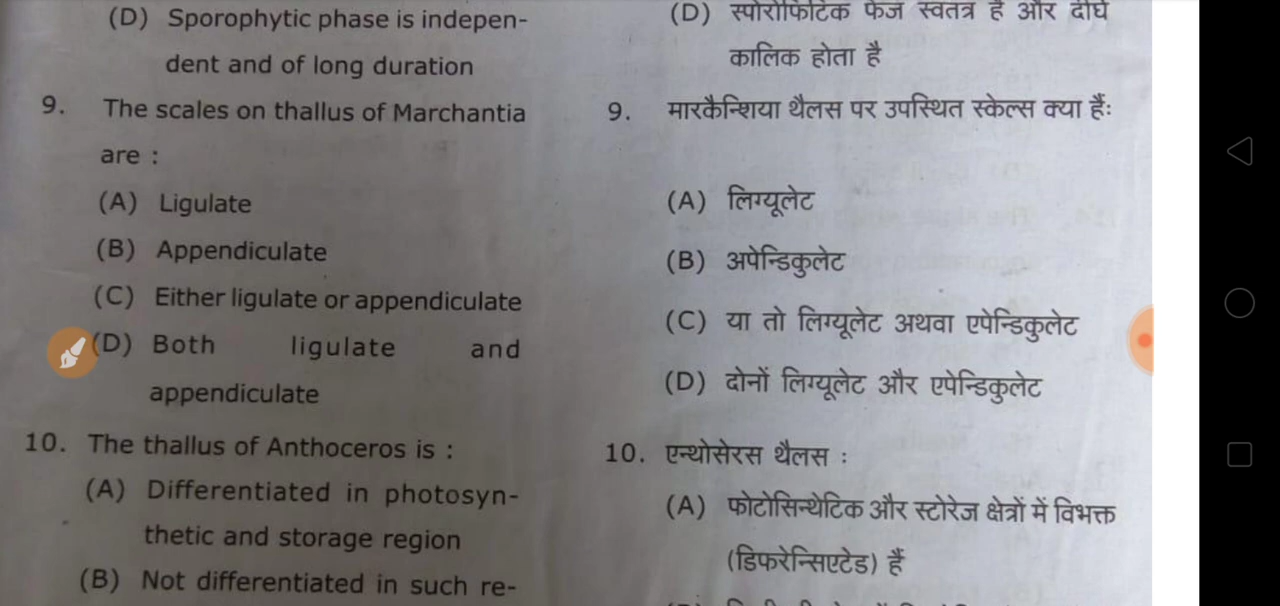 (D) Sporophytic phase is indepen-
dent and of long duration
9. The scales on thallus of Marchantia
are :
(A) Ligulate
(B) Appendiculate
(C) Either ligulate or appendiculate
(D) Both ligulate and
appendiculate
10. The thallus of Anthoceros is :
(A) Differentiated in photosyn-
thetic and storage region
(B) Not differentiated in such re-
(D) स्पोरोफिटिक फेज स्वतंत्र है और दीर्घ
कालिक होता है
9. मारकैन्शिया थैलस पर उपस्थित स्केल्स क्या हैंः
(A) लिग्यूलेट
(B) अपेन्डिकुलेट
(C) या तो लिग्यूलेट अथवा एपेन्डिकुलेट
(D) दोनों लिग्यूलेट और एपेन्डिकुलेट
10. एन्थोसेरस थैलस :
(A) फोटोसिन्थेटिक और स्टोरेज क्षेत्रों में विभक्त
(डिफरेन्सिएटेड) हैं